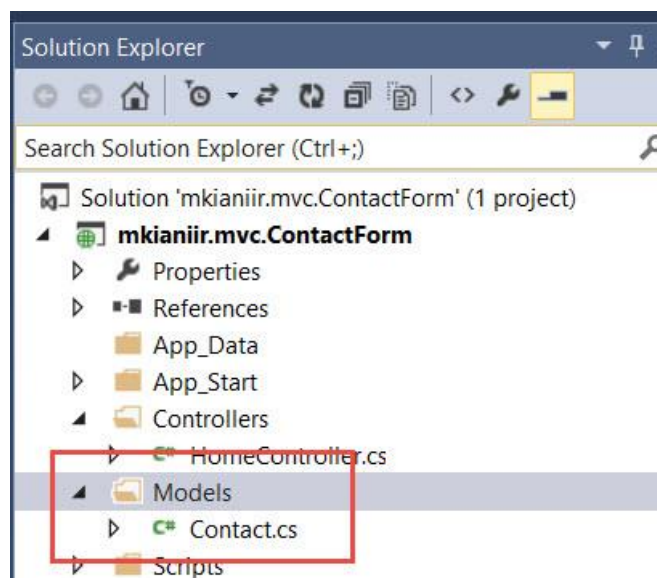 Solution Explorer
Search Solution Explorer (Ctrl+;)
Solution 'mkianiir.mvc.ContactForm' (1 project)
mkianiir.mvc.ContactForm
Properties
References
App_Data
App_Start
Controllers
C# HomeController.cs
Models
C# Contact.cs
Scripts